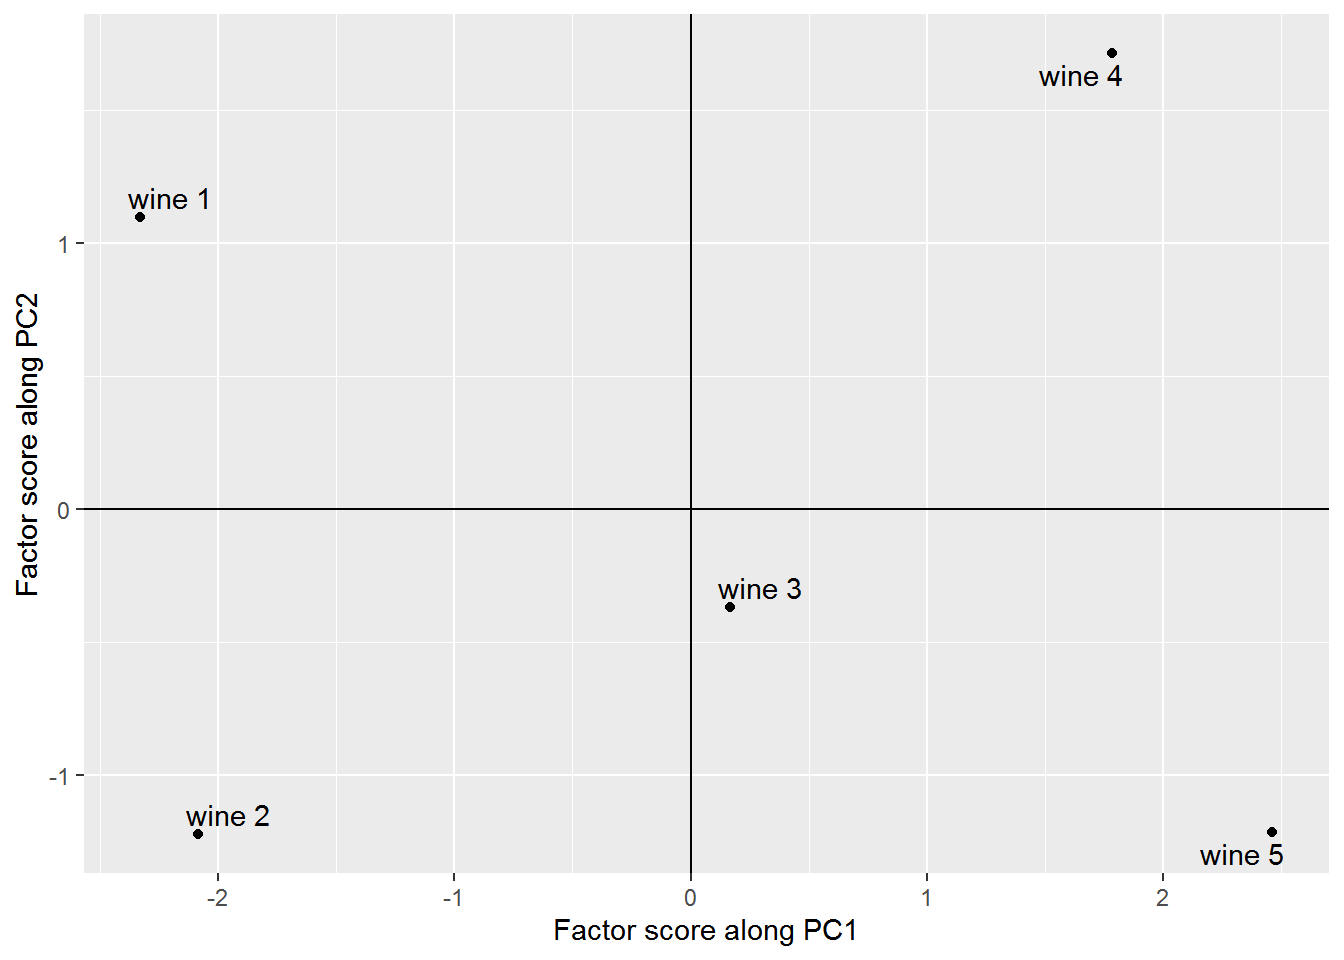 wine 4
wine 1
1
Factor score along PC2
0
wine 3
-1
wine 2
wine 5
-2
-1
0
1
2
Factor score along PC1